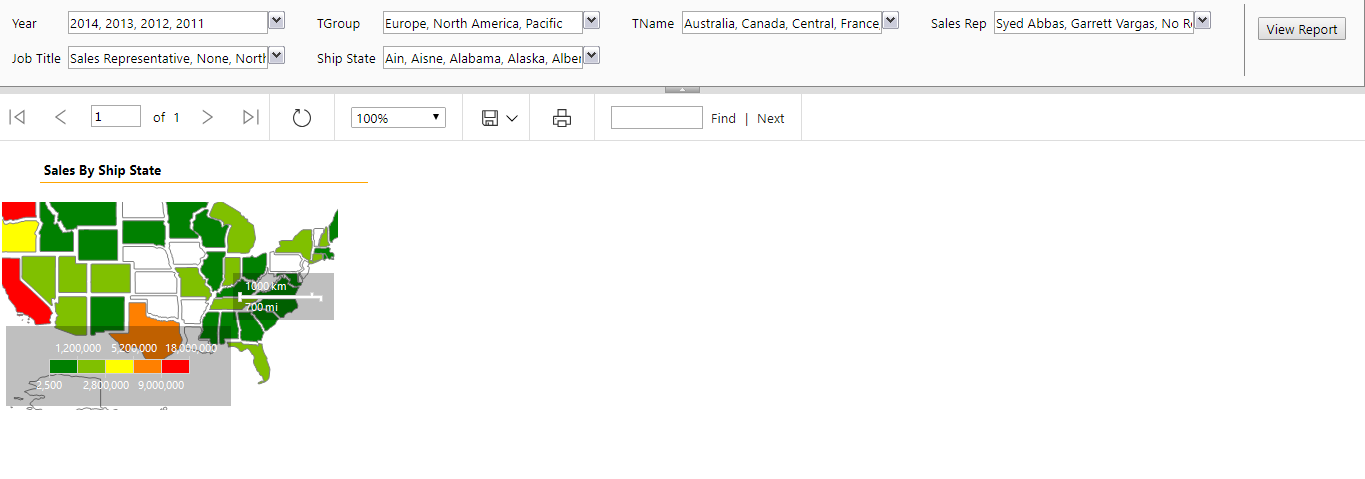 Year 2014, 2013, 2012, 2011 TGroup Europe, North America, Pacific TName Australia, Canada, Central, France Sales Rep Syed Abbas, Garrett Vargas, No R
View Report
Job Title Sales Representative, None, North Ship State Ain, Aisne, Alabama, Alaska, Alber
1 of 1 100% Find | Next
Sales By Ship State
1000 km
700 mi
1,200,000 5,200,000 18,000,000
2,500 2,800,000 9,000,000